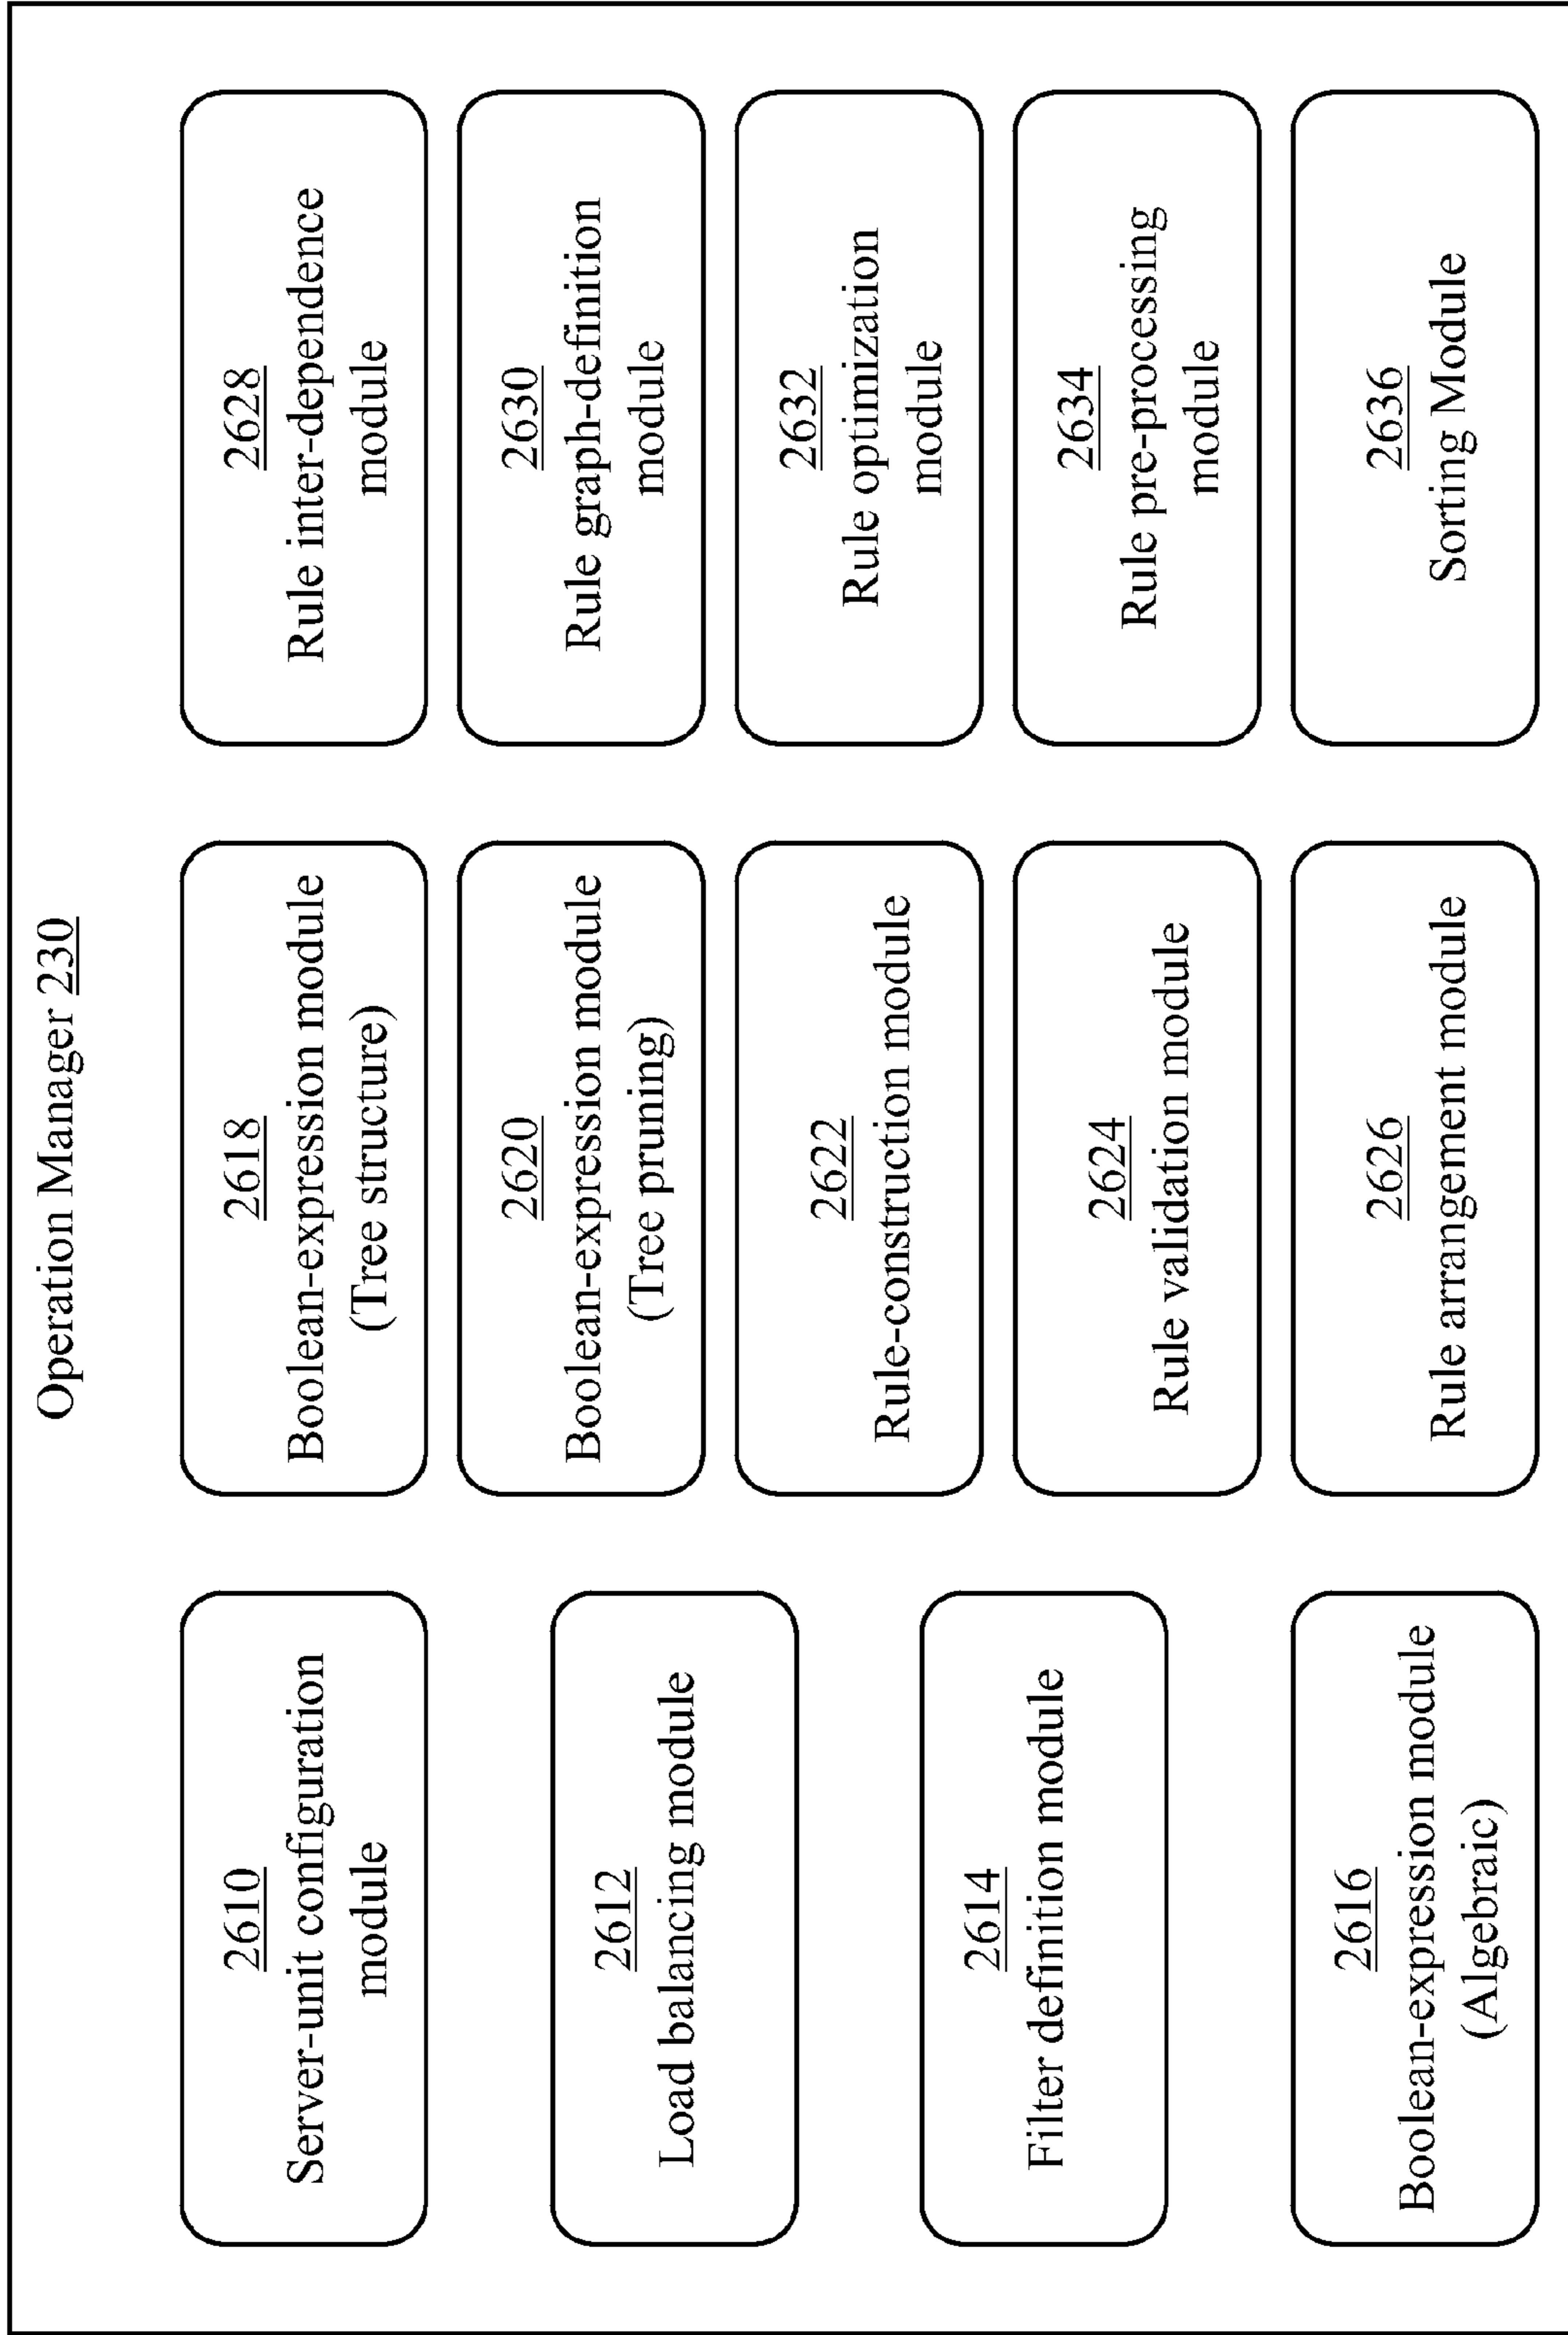 Operation Manager 230
2610
Server-unit configuration
module
2612
Load balancing module
2614
Filter definition module
2616
Boolean-expression module
(Algebraic)
2618
Boolean-expression module
(Tree structure)
2620
Boolean-expression module
(Tree pruning)
2622
Rule-construction module
2624
Rule validation module
2626
Rule arrangement module
2628
Rule inter-dependence
module
2630
Rule graph-definition
module
2632
Rule optimization
module
2634
Rule pre-processing
module
2636
Sorting Module